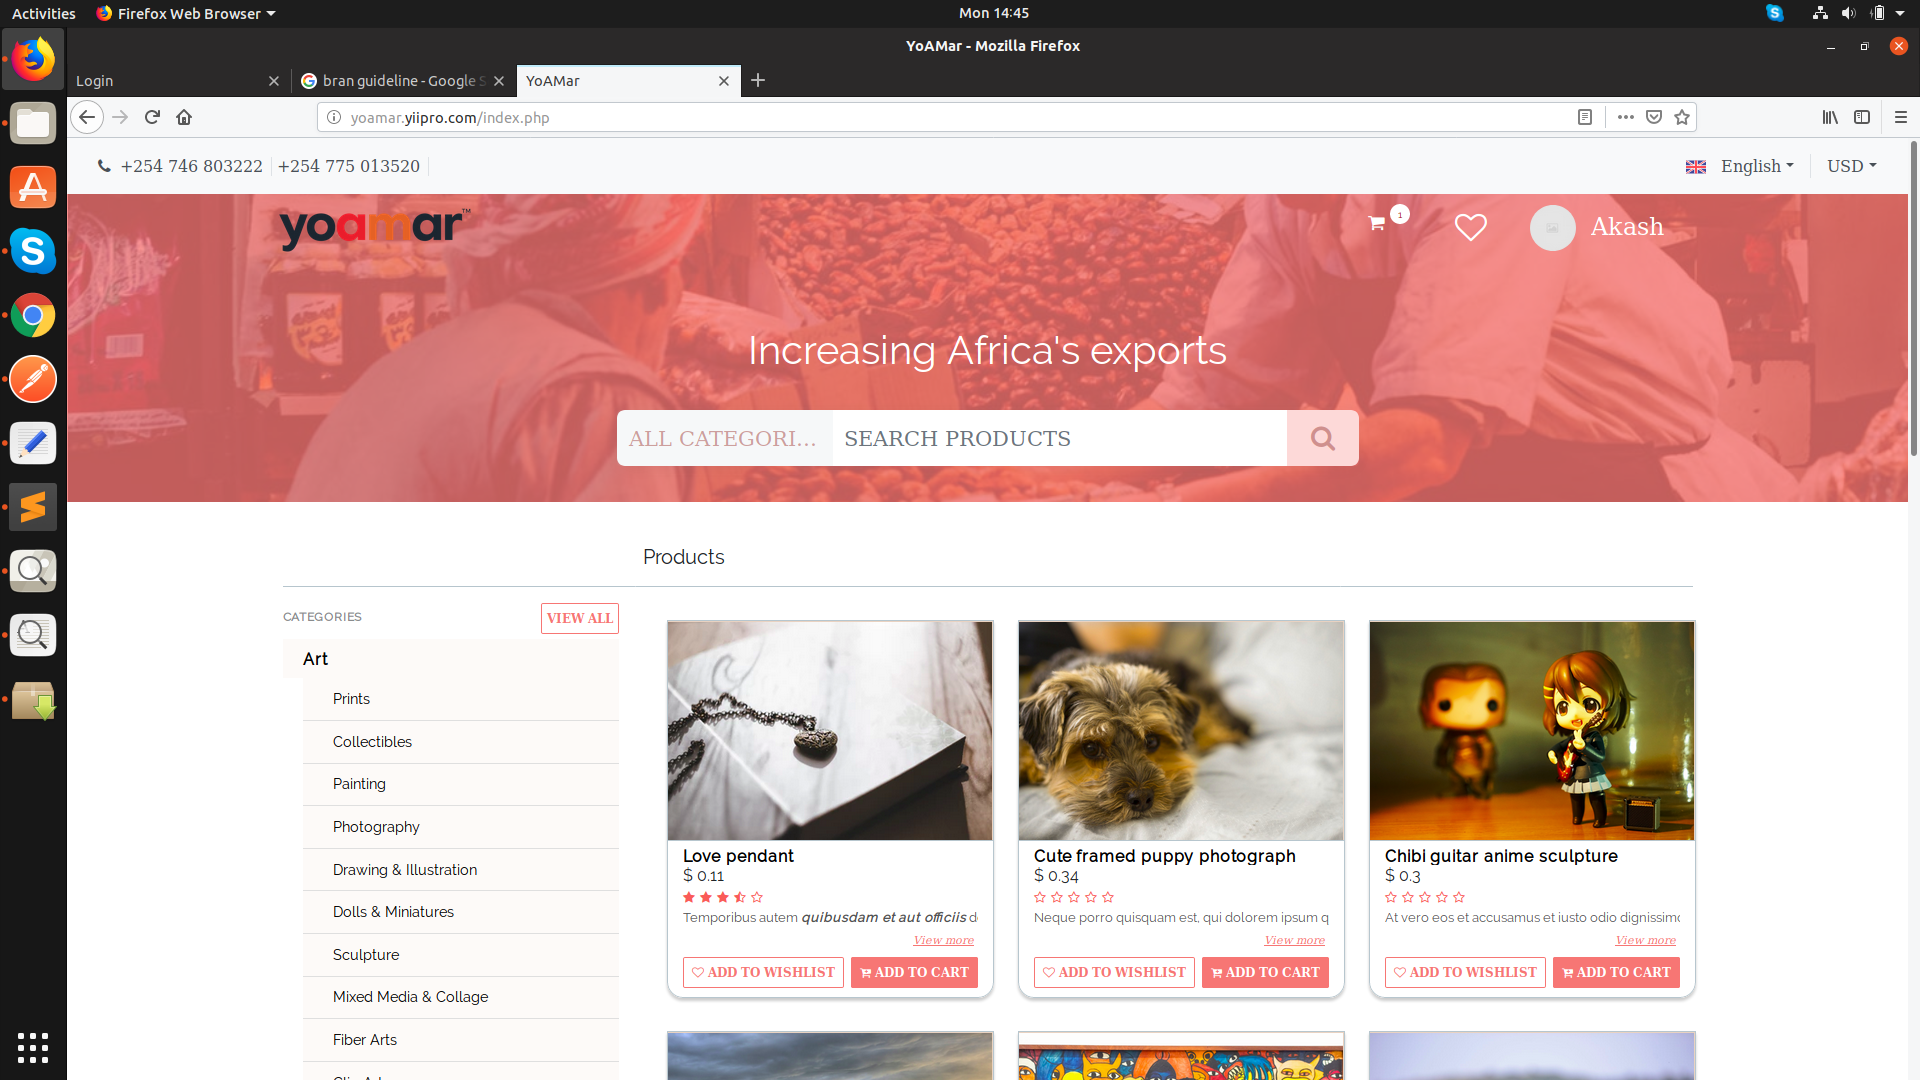 Activities
Firefox Web Browser
Mon 14:45
YoAMar - Mozilla Firefox
Login
bran guideline - Google S
YoAMar
yoamar.yiipro.com/index.php
+254 746 803222
+254 775 013520
English
USD
yoamar™
1
Akash
Increasing Africa's exports
ALL CATEGORI...
SEARCH PRODUCTS
Products
CATEGORIES
VIEW ALL
Art
Prints
Collectibles
Painting
Photography
Drawing & Illustration
Dolls & Miniatures
Sculpture
Mixed Media & Collage
Fiber Arts
Love pendant
$ 0.11
Temporibus autem quibusdam et aut officiis d
View more
ADD TO WISHLIST
ADD TO CART
Cute framed puppy photograph
$ 0.34
Neque porro quisquam est, qui dolorem ipsum q
View more
ADD TO WISHLIST
ADD TO CART
Chibi guitar anime sculpture
$ 0.3
At vero eos et accusamus et iusto odio dignissimo
View more
ADD TO WISHLIST
ADD TO CART